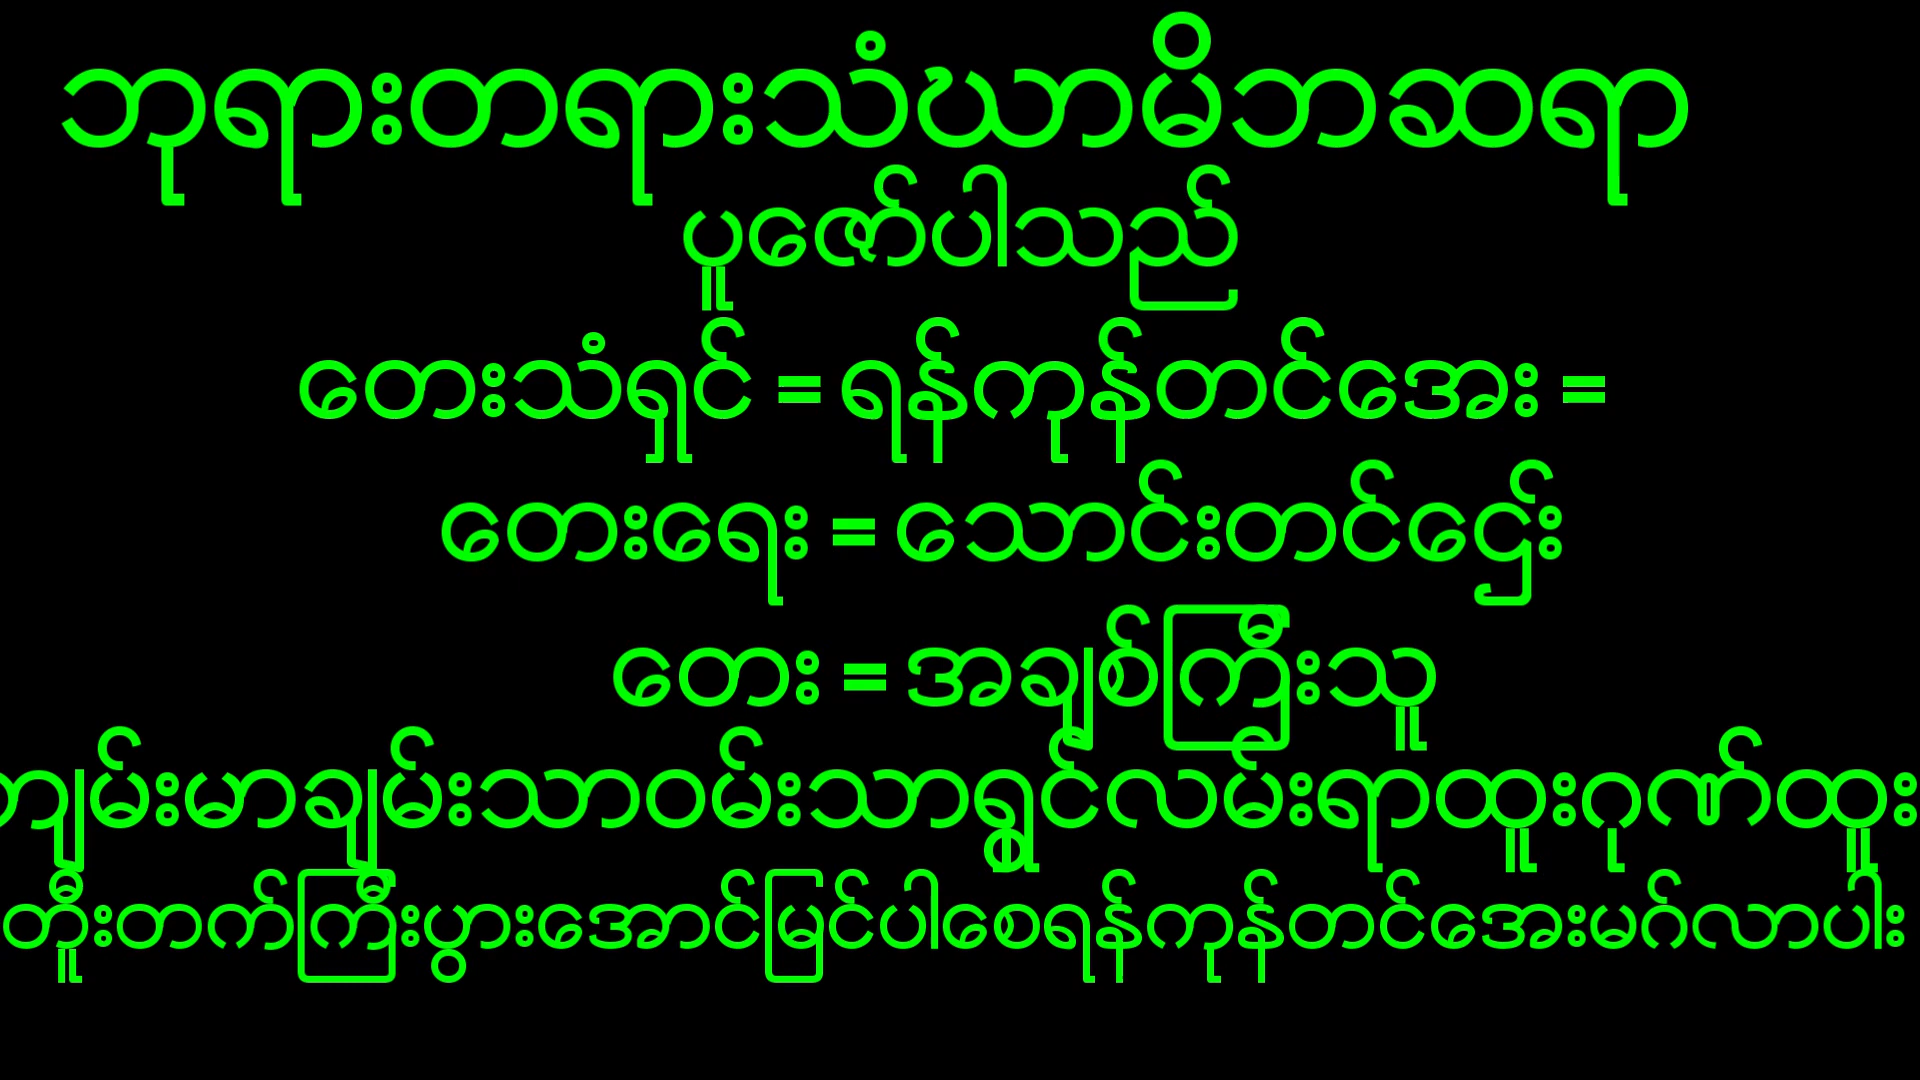 ဘုရားတရားသံဃာမိဘဆရာ
ပူဇော်ပါသည်
တေးသံရှင် = ရန်ကုန်တင်အေး =
တေးရေး = သောင်းတင်ဌေး
တေး = အချစ်ကြီးသူ
ကျမ်းမာချမ်းသာဝမ်းသာရွှင်လမ်းရာထူးဂုဏ်ထူး
တိုးတက်ကြီးပွားအောင်မြင်ပါစေရန်ကုန်တင်အေးမင်္ဂလာပါး